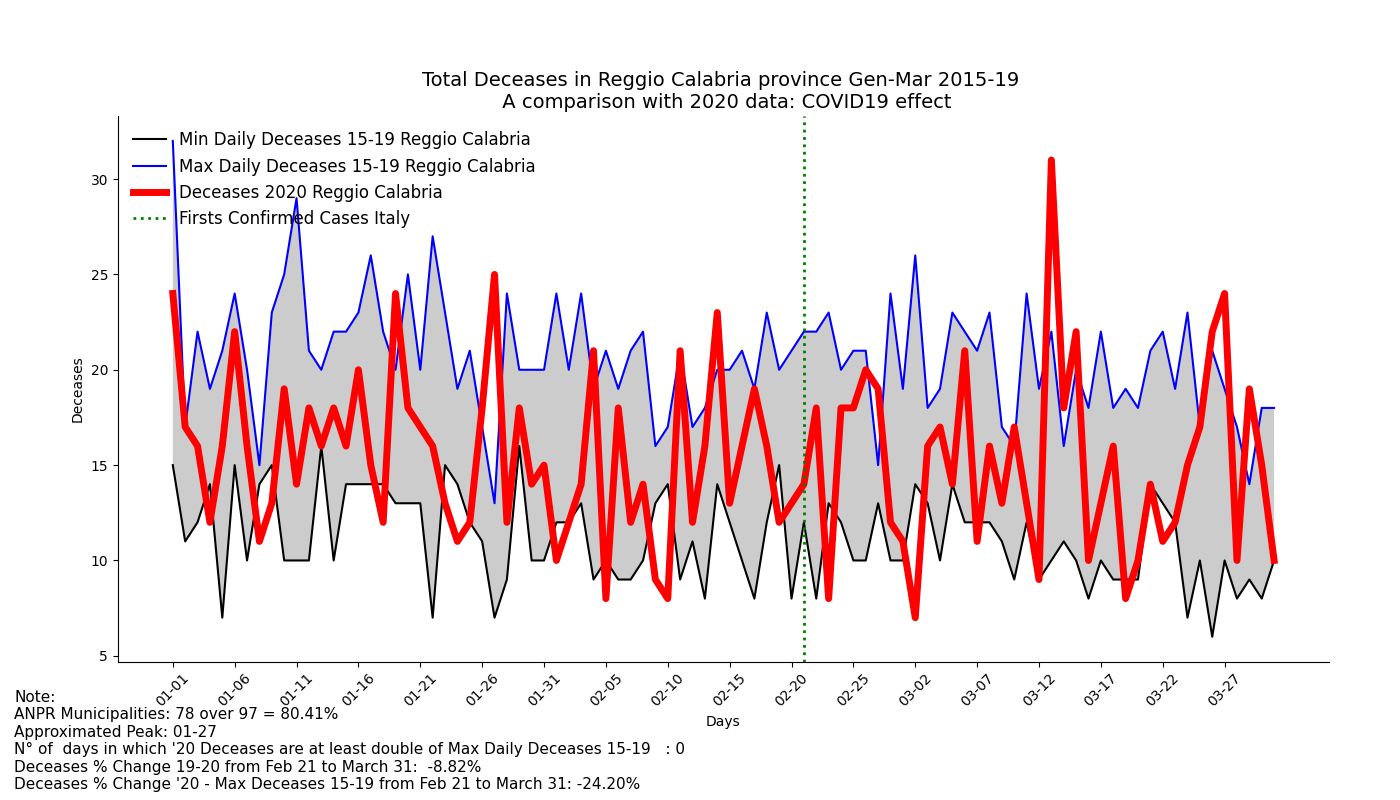 Total Deceases in Reggio Calabria province Gen-Mar 2015-19
A comparison with 2020 data: COVID19 effect
Min Daily Deceases 15-19 Reggio Calabria
Max Daily Deceases 15-19 Reggio Calabria
Deceases 2020 Reggio Calabria
Firsts Confirmed Cases Italy
Deceases
30
25
20
15
10
5
01-01
01-06
01-11
01-16
01-21
01-26
01-31
02-05
02-10
02-15
02-20
02-25
03-02
03-07
03-12
03-17
03-22
03-27
Days
Note:
ANPR Municipalities: 78 over 97 = 80.41%
Approximated Peak: 01-27
N° of  days in which '20 Deceases are at least double of Max Daily Deceases 15-19   : 0
Deceases % Change 19-20 from Feb 21 to March 31:  -8.82%
Deceases % Change '20 - Max Deceases 15-19 from Feb 21 to March 31: -24.20%